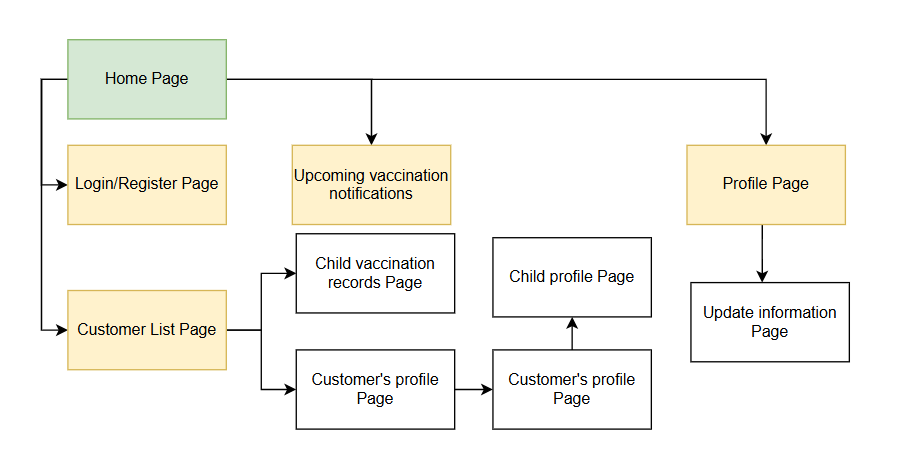 Home Page
Login/Register Page
Upcoming vaccination
notifications
Profile Page
Child vaccination
records Page
Child profile Page
Update information
Page
Customer List Page
Customer's profile
Page
Customer's profile
Page